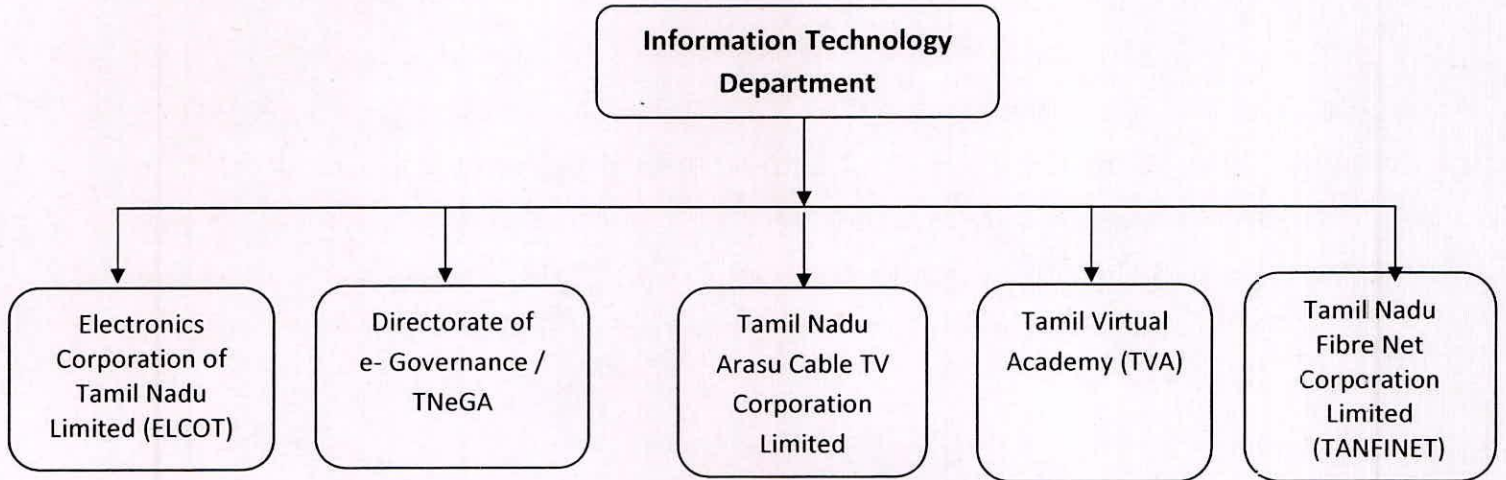 Information Technology
Department
Electronics
Corporation of
Tamil Nadu
Limited (ELCOT)
Directorate of
e- Governance /
TNeGA
Tamil Nadu
Arasu Cable TV
Corporation
Limited
Tamil Virtual
Academy (TVA)
Tamil Nadu
Fibre Net
Corporation
Limited
(TANFINET)